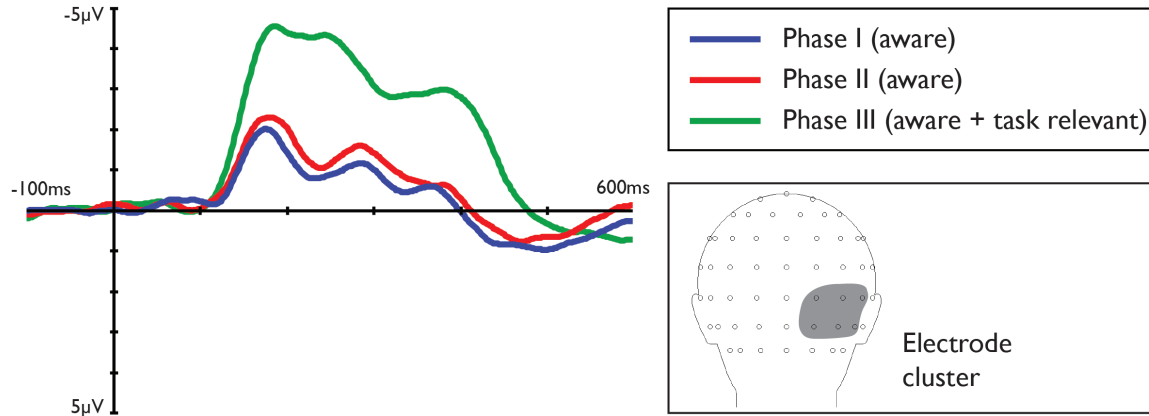 -5µV
-100ms
600ms
5µV
Phase I (aware)
Phase II (aware)
Phase III (aware + task relevant)
Electrode
cluster